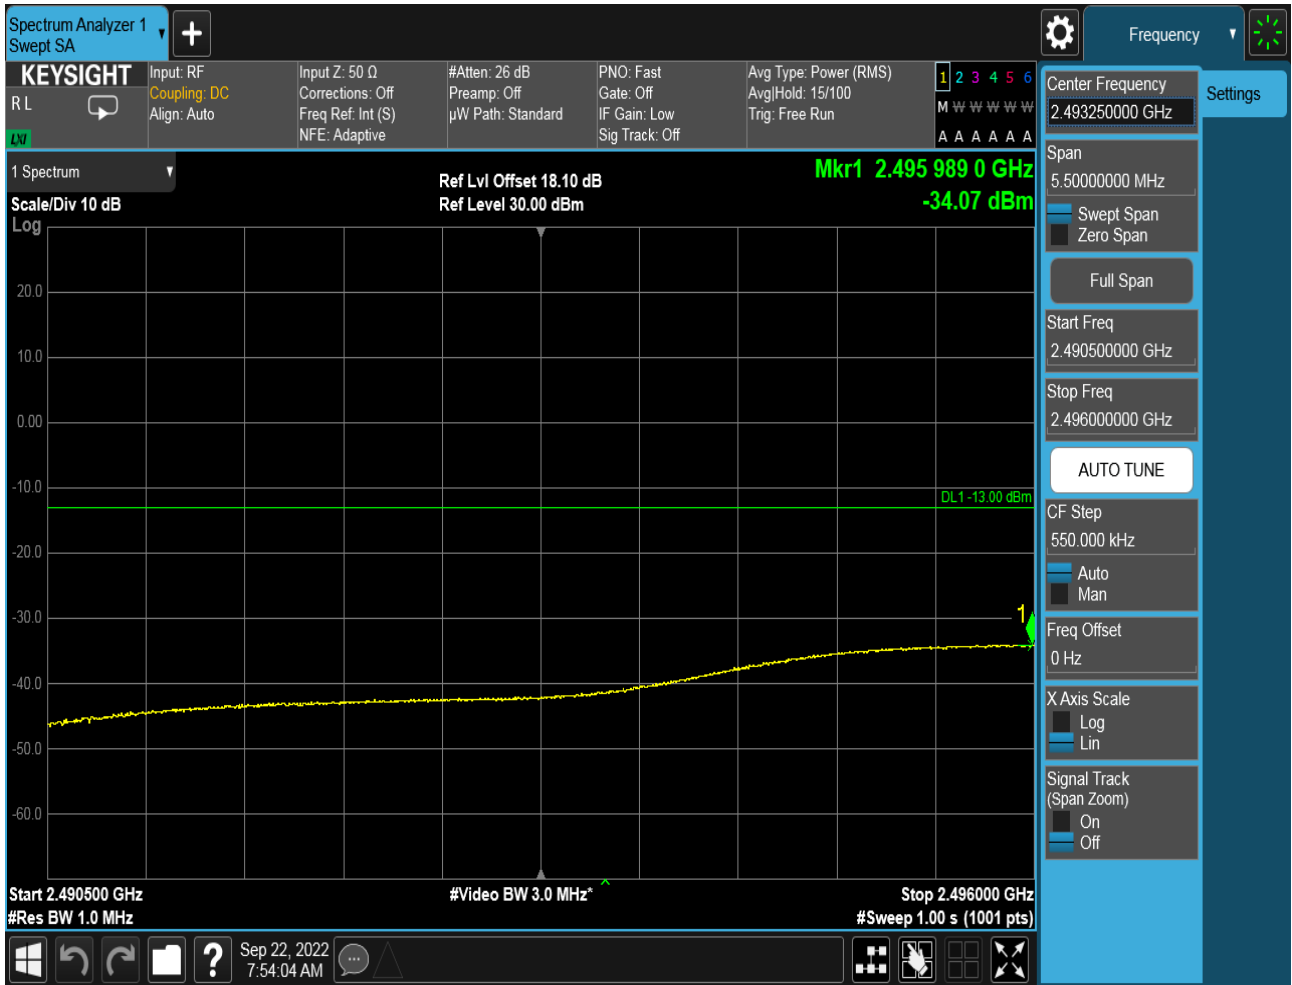 Spectrum Analyzer 1
Swept SA
Frequency
KEYSIGHT
R L
LXI
Input: RF
Coupling: DC
Align: Auto
Input Z: 50 Ω
Corrections: Off
Freq Ref: Int (S)
NFE: Adaptive
#Atten: 26 dB
Preamp: Off
µW Path: Standard
PNO: Fast
Gate: Off
IF Gain: Low
Sig Track: Off
Avg Type: Power (RMS)
Avg|Hold: 15/100
Trig: Free Run
1 2 3 4 5 6
M W W W W W
A A A A A A
Center Frequency
2.493250000 GHz
Settings
Span
5.50000000 MHz
Swept Span
Zero Span
Full Span
Start Freq
2.490500000 GHz
Stop Freq
2.496000000 GHz
AUTO TUNE
CF Step
550.000 kHz
Auto
Man
Freq Offset
0 Hz
X Axis Scale
Log
Lin
Signal Track
(Span Zoom)
On
Off
1 Spectrum
Scale/Div 10 dB
Log
Ref Lvl Offset 18.10 dB
Ref Level 30.00 dBm
Mkr1 2.495 989 0 GHz
-34.07 dBm
20.0
10.0
0.00
-10.0
DL1 -13.00 dBm
-20.0
-30.0
1
-40.0
-50.0
-60.0
Start 2.490500 GHz
#Video BW 3.0 MHz*
Stop 2.496000 GHz
#Res BW 1.0 MHz
#Sweep 1.00 s (1001 pts)
?
Sep 22, 2022
7:54:04 AM